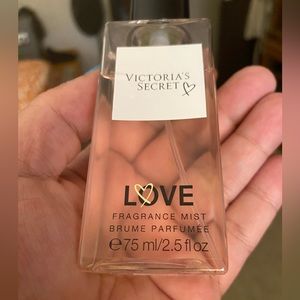 VICTORIA'S
SECRET
LOVE
FRAGRANCE MIST
BRUME PARFUMÉE
℮75 ml/2.5 fl oz